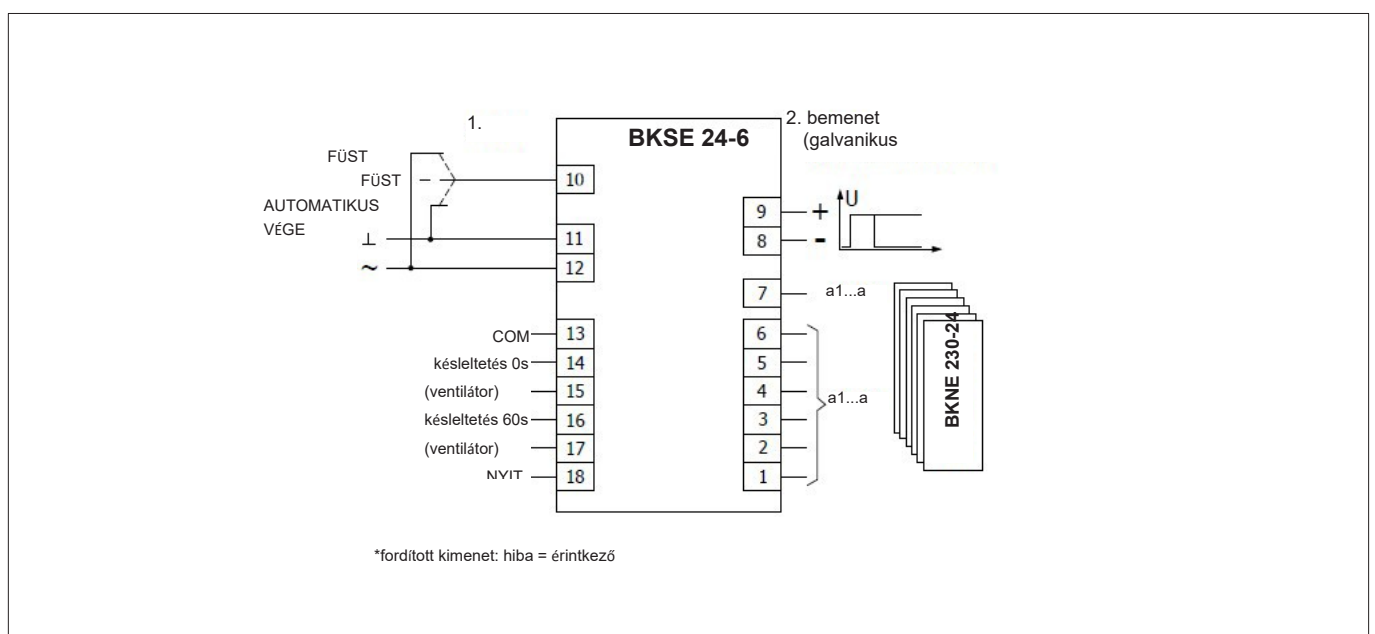 1.
BKSE 24-6
2. bemenet
(galvanikus
FÜST
FÜST
AUTOMATIKUS
VÉGE
⊥
~
10
11
12
13
14
15
16
17
18
COM
késleltetés 0s
(ventilátor)
késleltetés 60s
(ventilátor)
NYIT
9
8
7
6
5
4
3
2
1
+
-
U
a1...a
a1...a
BKNE 230-24
*fordított kimenet: hiba = érintkező